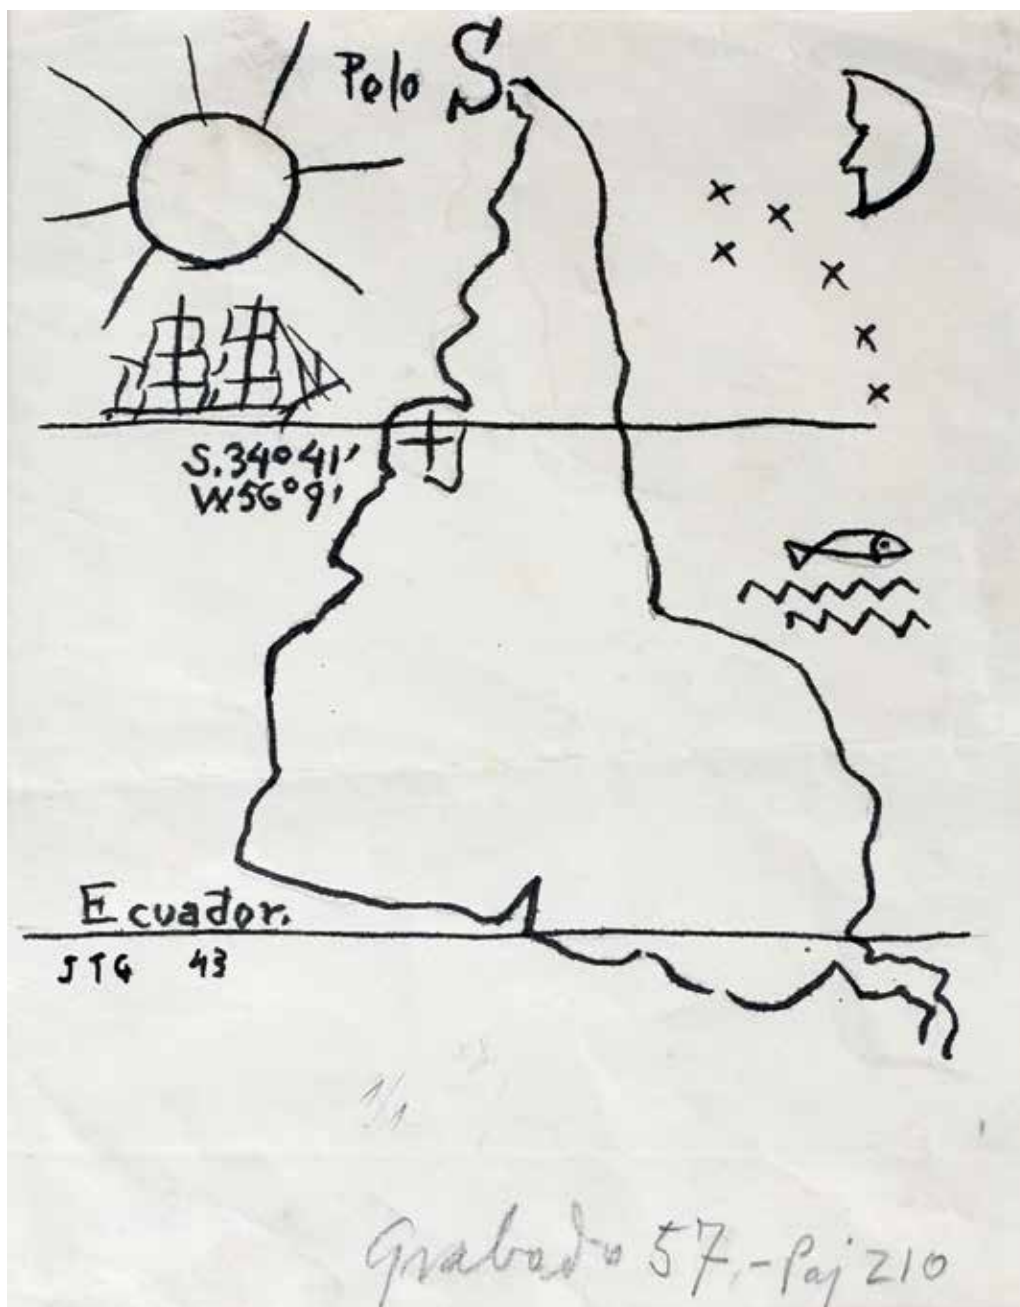 Polo S.
S. 34° 41'
W 56° 9'
Ecuador.
JTG 43
1/1
Grabado 57.- Paj 210